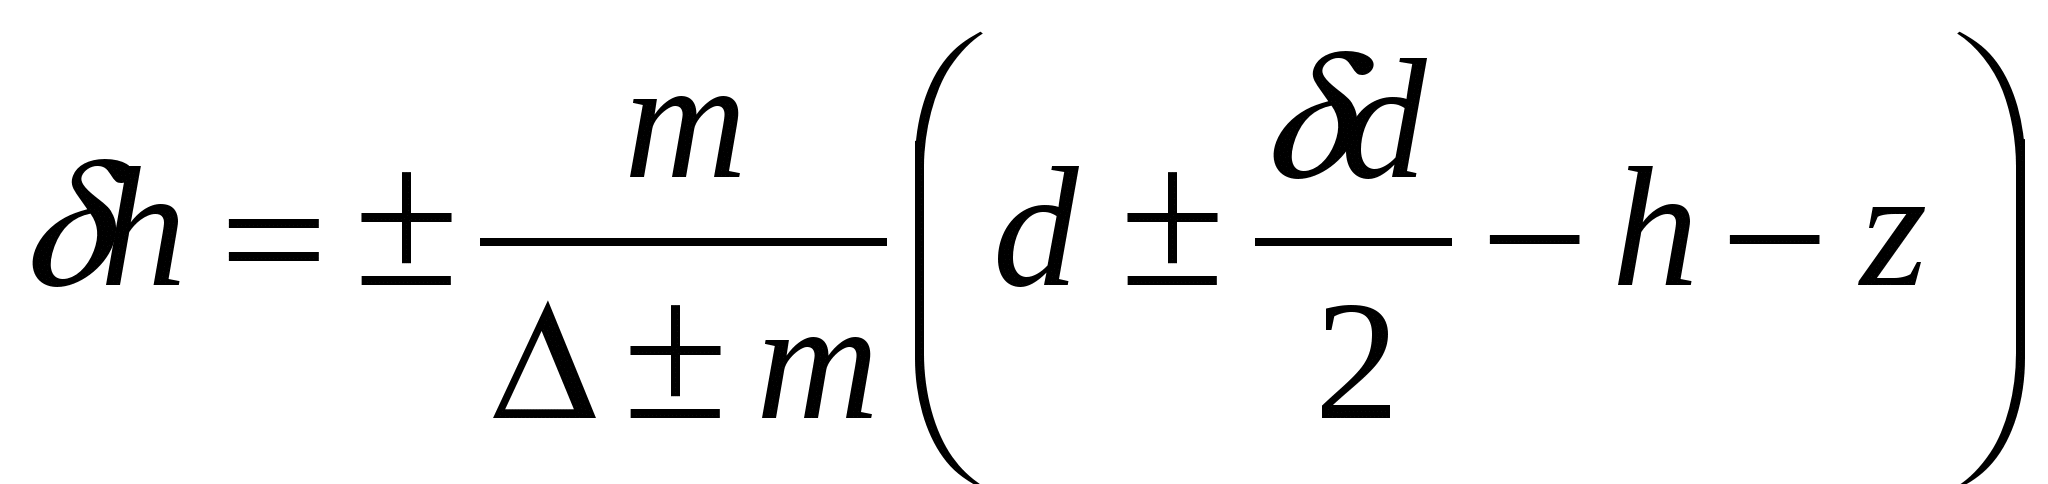 δh = ± m/(Δ ± m) (d ± δd/2 − h − z)